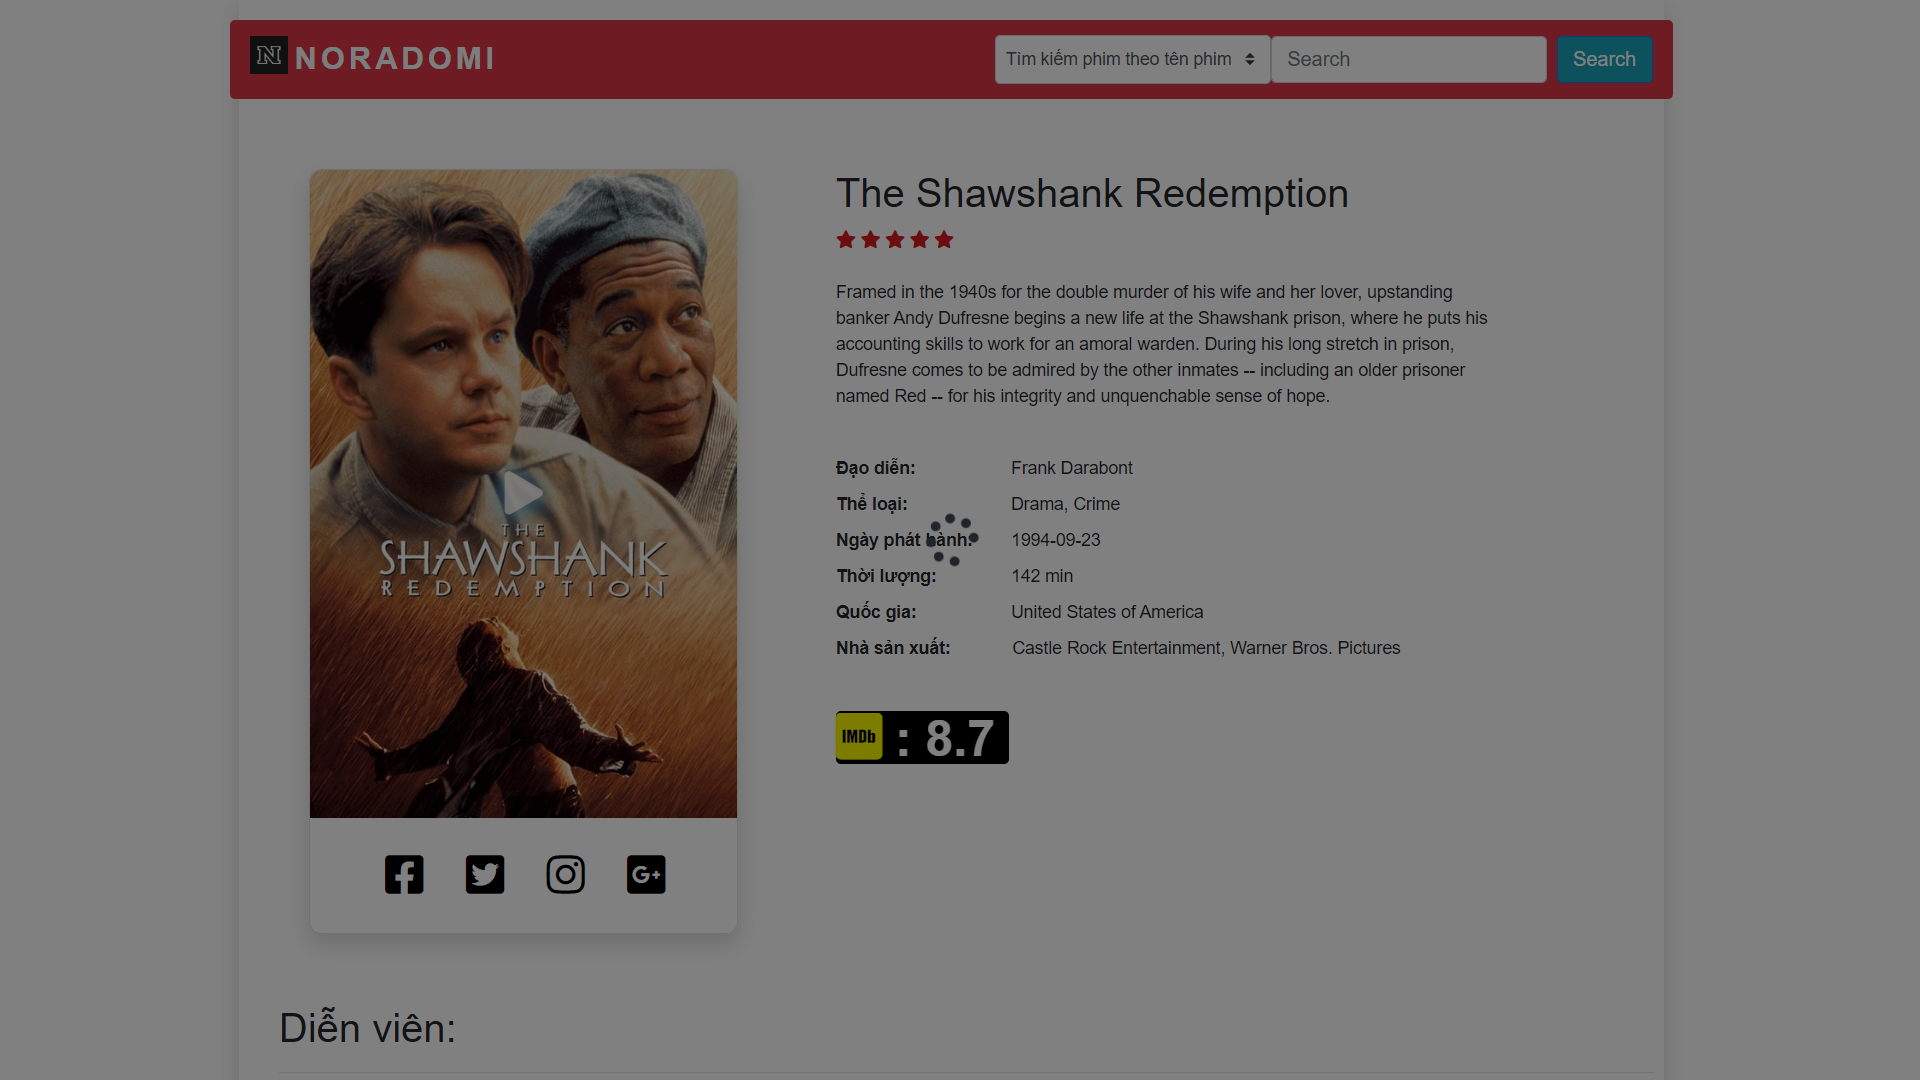 N NORADOMI
Tìm kiếm phim theo tên phim
Search
Search
THE
SHAWSHANK
REDEMPTION
The Shawshank Redemption
Framed in the 1940s for the double murder of his wife and her lover, upstanding
banker Andy Dufresne begins a new life at the Shawshank prison, where he puts his
accounting skills to work for an amoral warden. During his long stretch in prison,
Dufresne comes to be admired by the other inmates -- including an older prisoner
named Red -- for his integrity and unquenchable sense of hope.
Đạo diễn: Frank Darabont
Thể loại: Drama, Crime
Ngày phát hành: 1994-09-23
Thời lượng: 142 min
Quốc gia: United States of America
Nhà sản xuất: Castle Rock Entertainment, Warner Bros. Pictures
IMDb : 8.7
G+
Diễn viên: